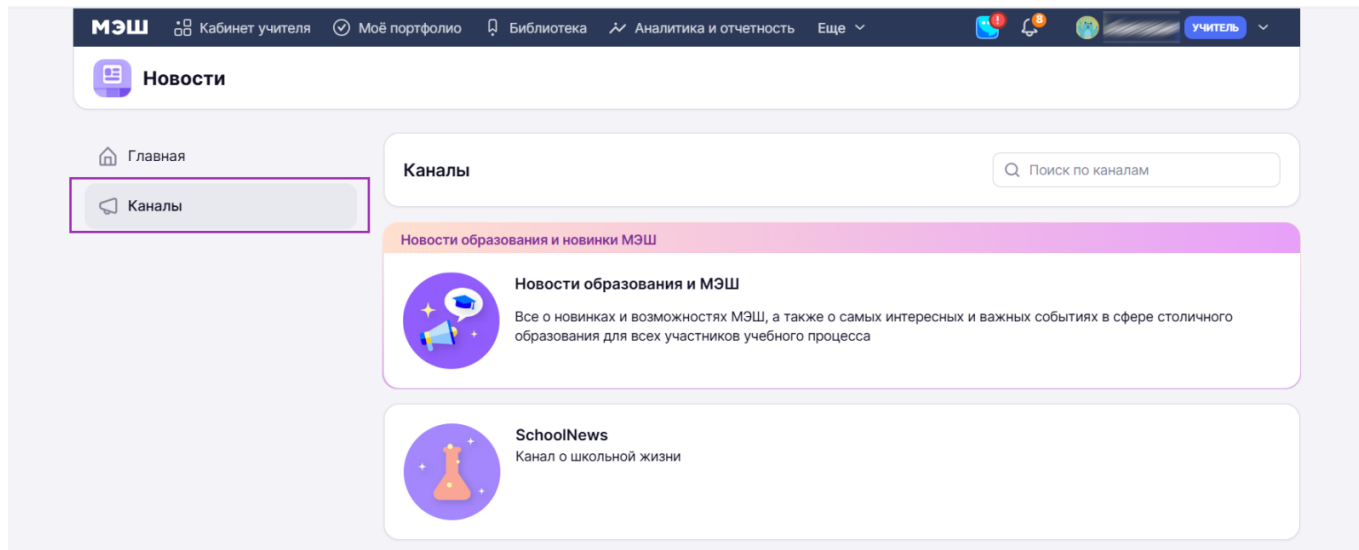 МЭШ Кабинет учителя Моё портфолио Библиотека Аналитика и отчетность Еще ! 8 УЧИТЕЛЬ
Новости
Главная
Каналы
Каналы
Поиск по каналам
Новости образования и новинки МЭШ
Новости образования и МЭШ
Все о новинках и возможностях МЭШ, а также о самых интересных и важных событиях в сфере столичного
образования для всех участников учебного процесса
SchoolNews
Канал о школьной жизни